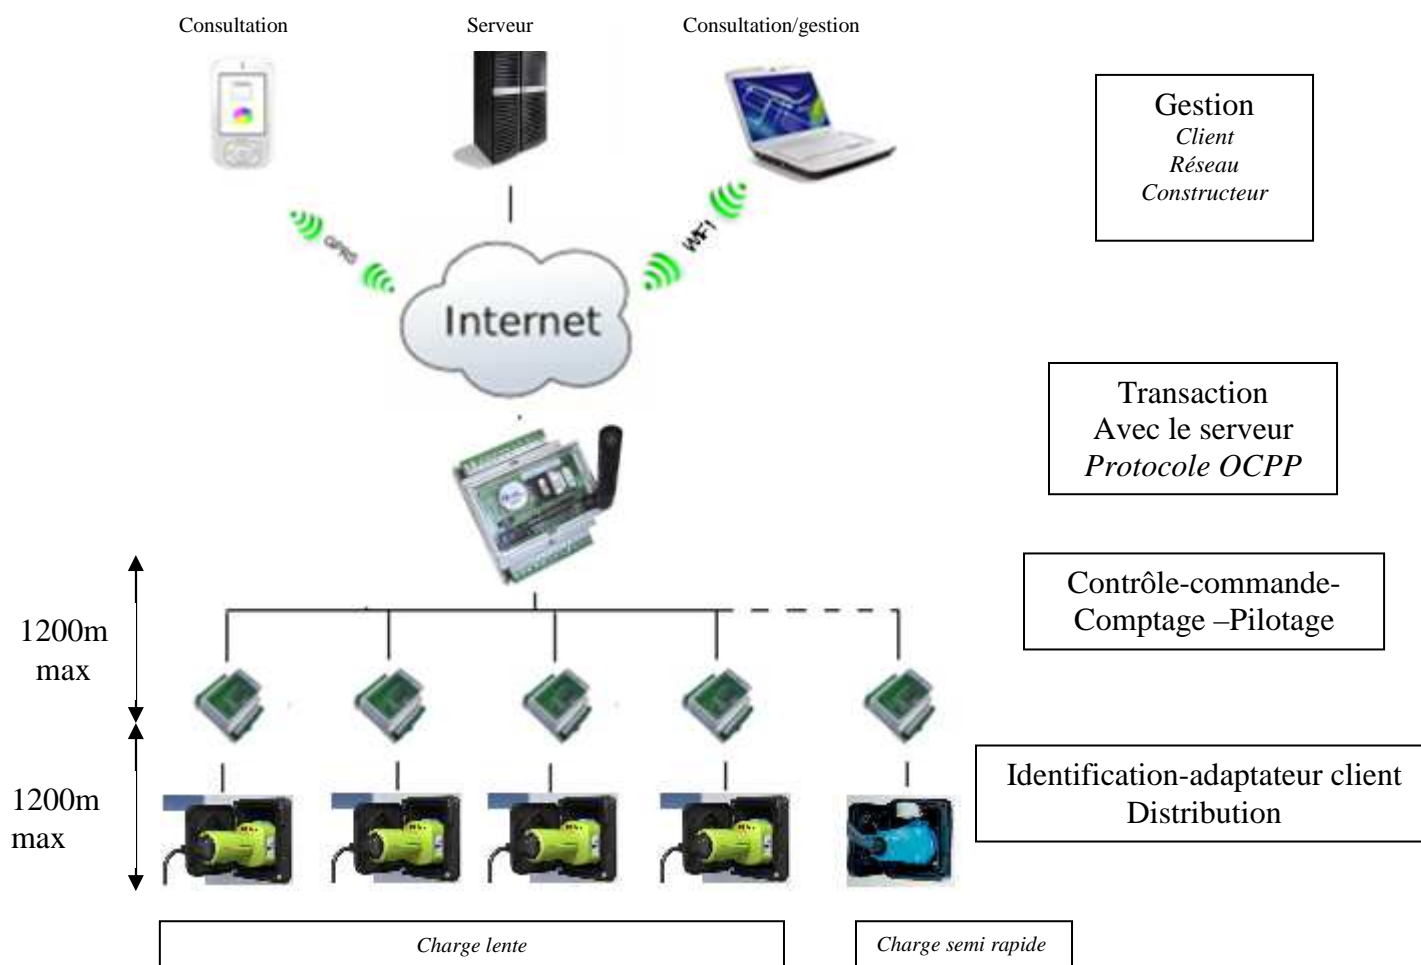 Consultation
Serveur
Consultation/gestion
Gestion
Client
Réseau
Constructeur
GPRS
WIFI
Internet
Transaction
Avec le serveur
Protocole OCPP
Contrôle-commande-
Comptage –Pilotage
1200m
max
Identification-adaptateur client
Distribution
1200m
max
Charge lente
Charge semi rapide